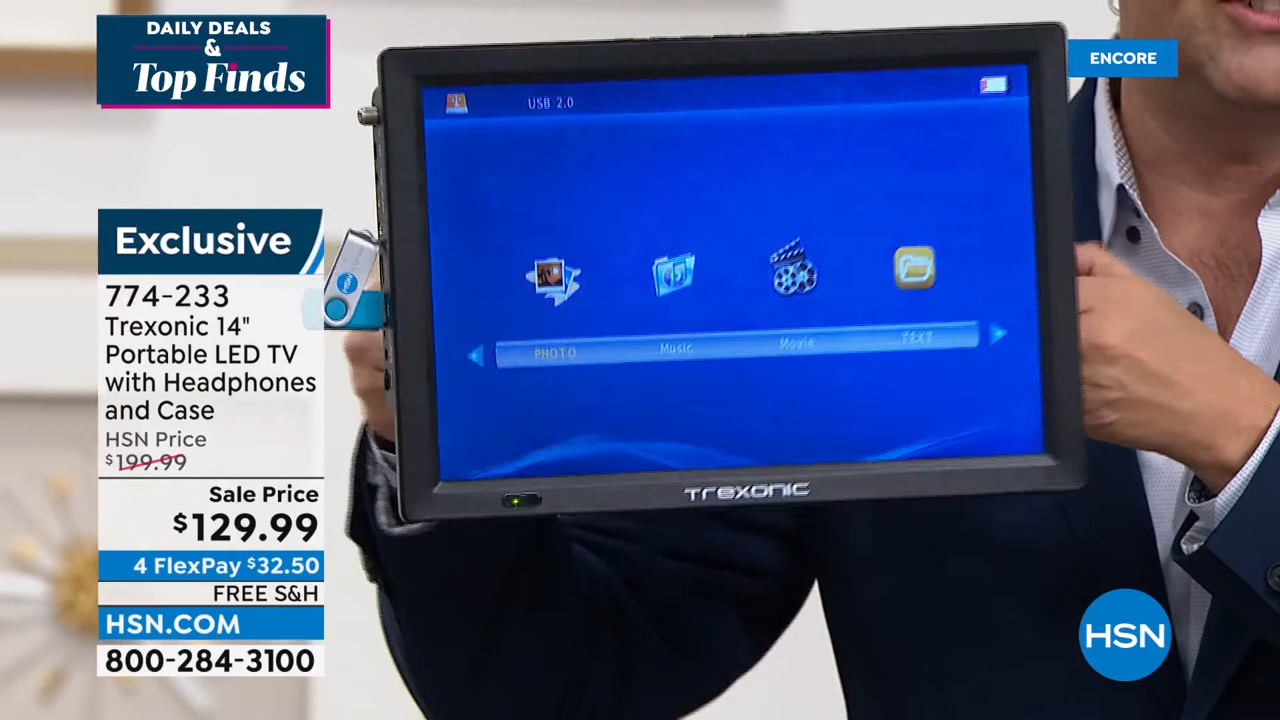 DAILY DEALS
&
Top Finds
ENCORE
USB 2.0
Exclusive
774-233
Trexonic 14"
Portable LED TV
with Headphones
and Case
HSN Price
$199.99
Sale Price
$129.99
4 FlexPay $32.50
FREE S&H
HSN.COM
800-284-3100
HSN
PHOTO Music Movie TEXT
TREXONIC
HSN